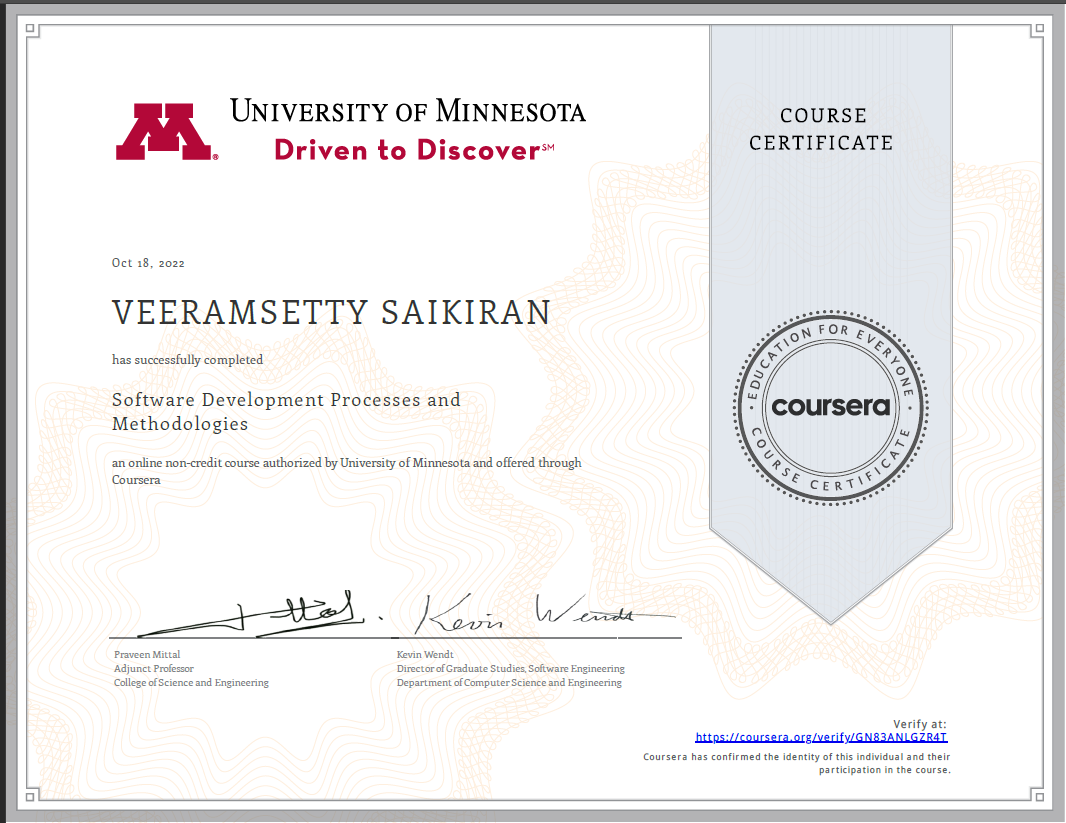 UNIVERSITY OF MINNESOTA
Driven to Discover℠
COURSE
CERTIFICATE
Oct 18, 2022
VEERAMSETTY SAIKIRAN
has successfully completed
Software Development Processes and
Methodologies
an online non-credit course authorized by University of Minnesota and offered through
Coursera
EDUCATION FOR EVERYONE
coursera
COURSE CERTIFICATE
Kevin Wendt
Praveen Mittal
Adjunct Professor
College of Science and Engineering
Kevin Wendt
Director of Graduate Studies, Software Engineering
Department of Computer Science and Engineering
Verify at:
https://coursera.org/verify/GN83ANLGZR4T
Coursera has confirmed the identity of this individual and their
participation in the course.